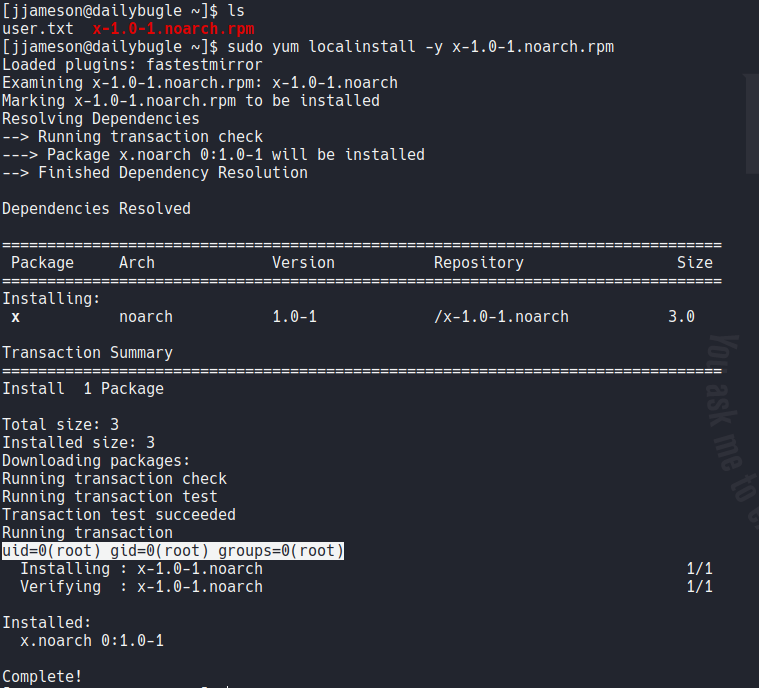 [jjameson@dailybugle ~]$ ls
user.txt  x-1.0-1.noarch.rpm
[jjameson@dailybugle ~]$ sudo yum localinstall -y x-1.0-1.noarch.rpm
Loaded plugins: fastestmirror
Examining x-1.0-1.noarch.rpm: x-1.0-1.noarch
Marking x-1.0-1.noarch.rpm to be installed
Resolving Dependencies
--> Running transaction check
---> Package x.noarch 0:1.0-1 will be installed
--> Finished Dependency Resolution
Dependencies Resolved
================================================================================
Package     Arch             Version           Repository                 Size
================================================================================
Installing:
x           noarch           1.0-1             /x-1.0-1.noarch           3.0
Transaction Summary
================================================================================
Install  1 Package
Total size: 3
Installed size: 3
Downloading packages:
Running transaction check
Running transaction test
Transaction test succeeded
Running transaction
uid=0(root) gid=0(root) groups=0(root)
  Installing : x-1.0-1.noarch                                               1/1
  Verifying  : x-1.0-1.noarch                                               1/1
Installed:
  x.noarch 0:1.0-1
Complete!
You ask me to